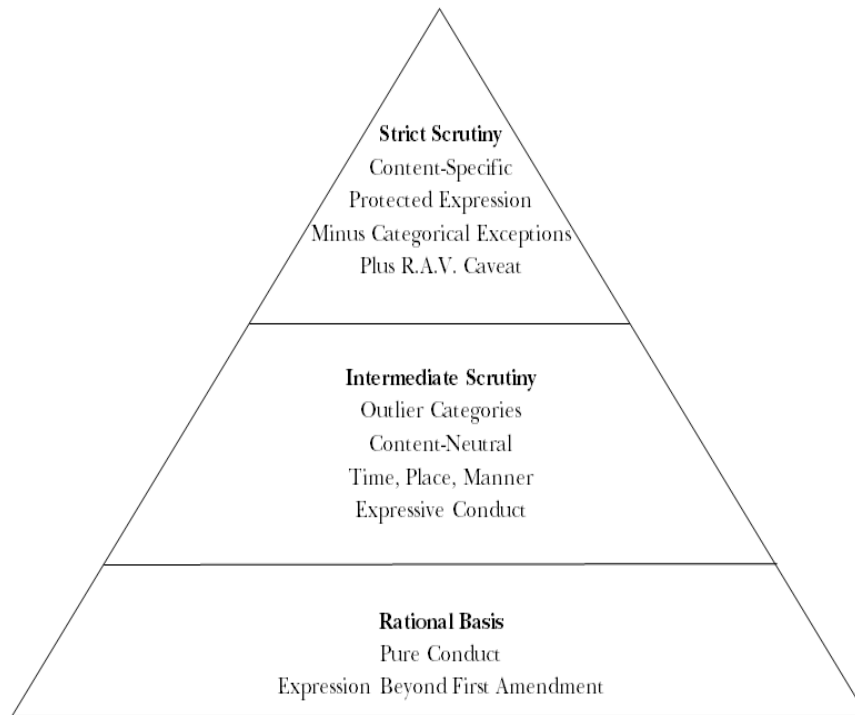 Strict Scrutiny
Content-Specific
Protected Expression
Minus Categorical Exceptions
Plus R.A.V. Caveat
Intermediate Scrutiny
Outlier Categories
Content-Neutral
Time, Place, Manner
Expressive Conduct
Rational Basis
Pure Conduct
Expression Beyond First Amendment